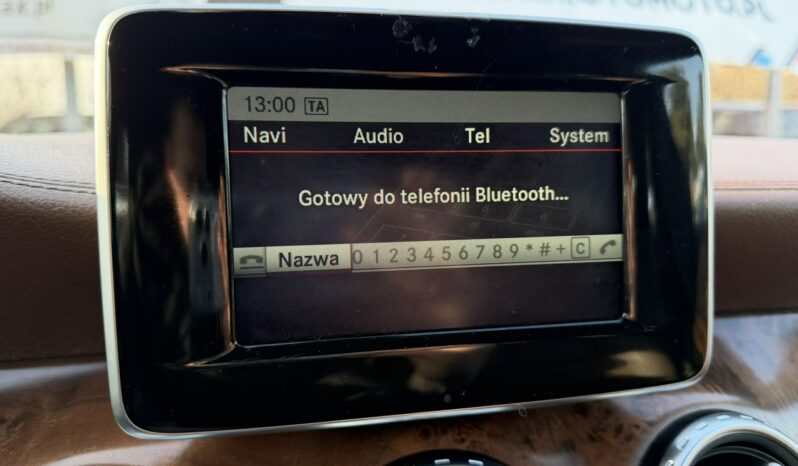 13:00 TA
Navi Audio Tel System
Gotowy do telefonii Bluetooth...
Nazwa 0 1 2 3 4 5 6 7 8 9 * # + C